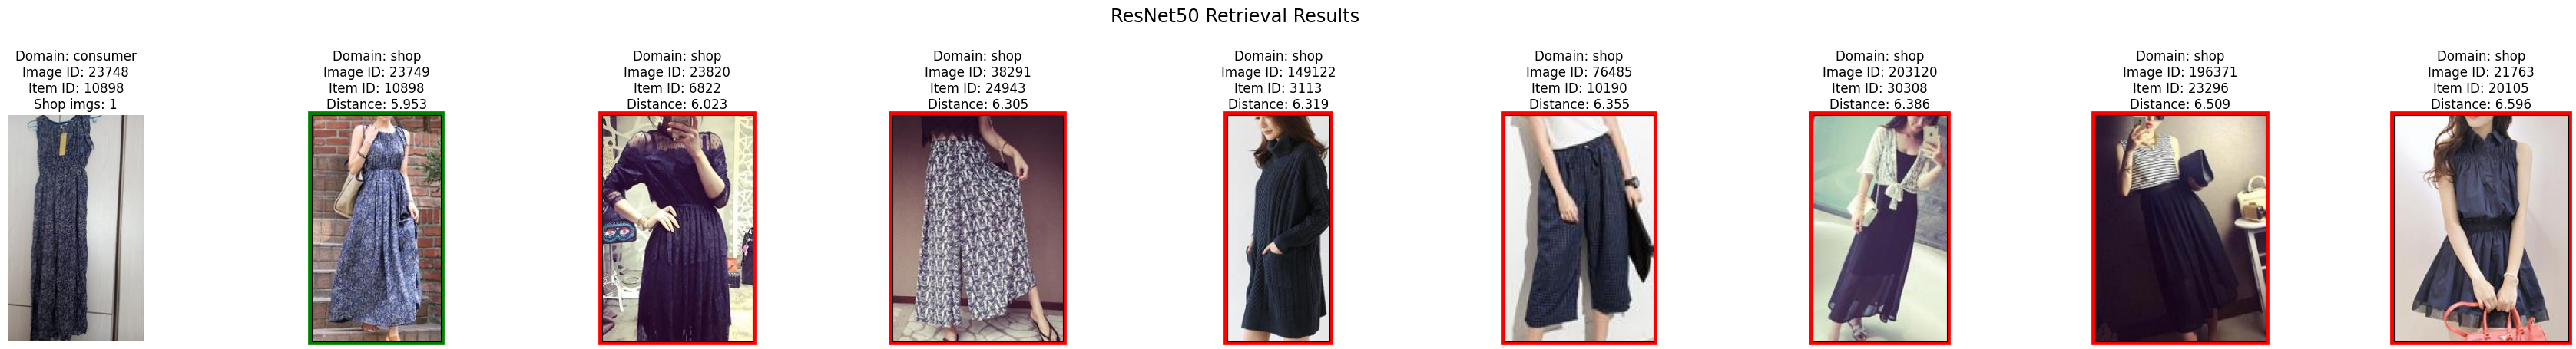 ResNet50 Retrieval Results
Domain: consumer
Image ID: 23748
Item ID: 10898
Shop imgs: 1
Domain: shop
Image ID: 23749
Item ID: 10898
Distance: 5.953
Domain: shop
Image ID: 23820
Item ID: 6822
Distance: 6.023
Domain: shop
Image ID: 38291
Item ID: 24943
Distance: 6.305
Domain: shop
Image ID: 149122
Item ID: 3113
Distance: 6.319
Domain: shop
Image ID: 76485
Item ID: 10190
Distance: 6.355
Domain: shop
Image ID: 203120
Item ID: 30308
Distance: 6.386
Domain: shop
Image ID: 196371
Item ID: 23296
Distance: 6.509
Domain: shop
Image ID: 21763
Item ID: 20105
Distance: 6.596